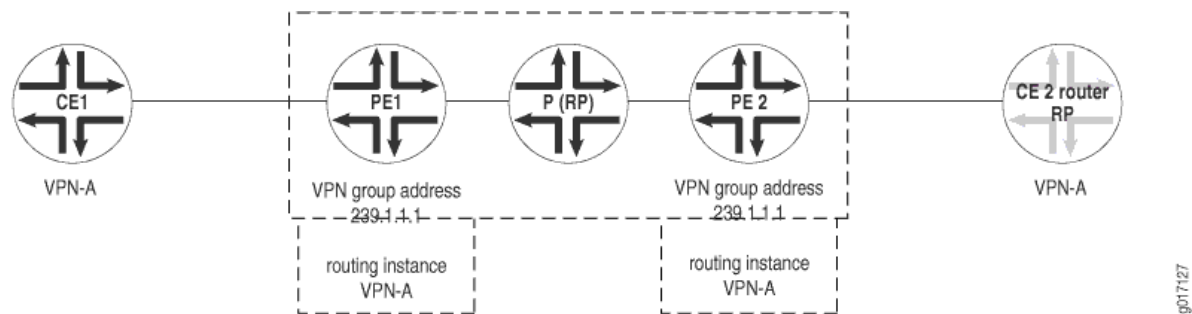 CE1
PE1
P (RP)
PE 2
CE 2 router
RP
VPN-A
VPN group address
239.1.1.1
VPN group address
239.1.1.1
VPN-A
routing instance
VPN-A
routing instance
VPN-A
g017127